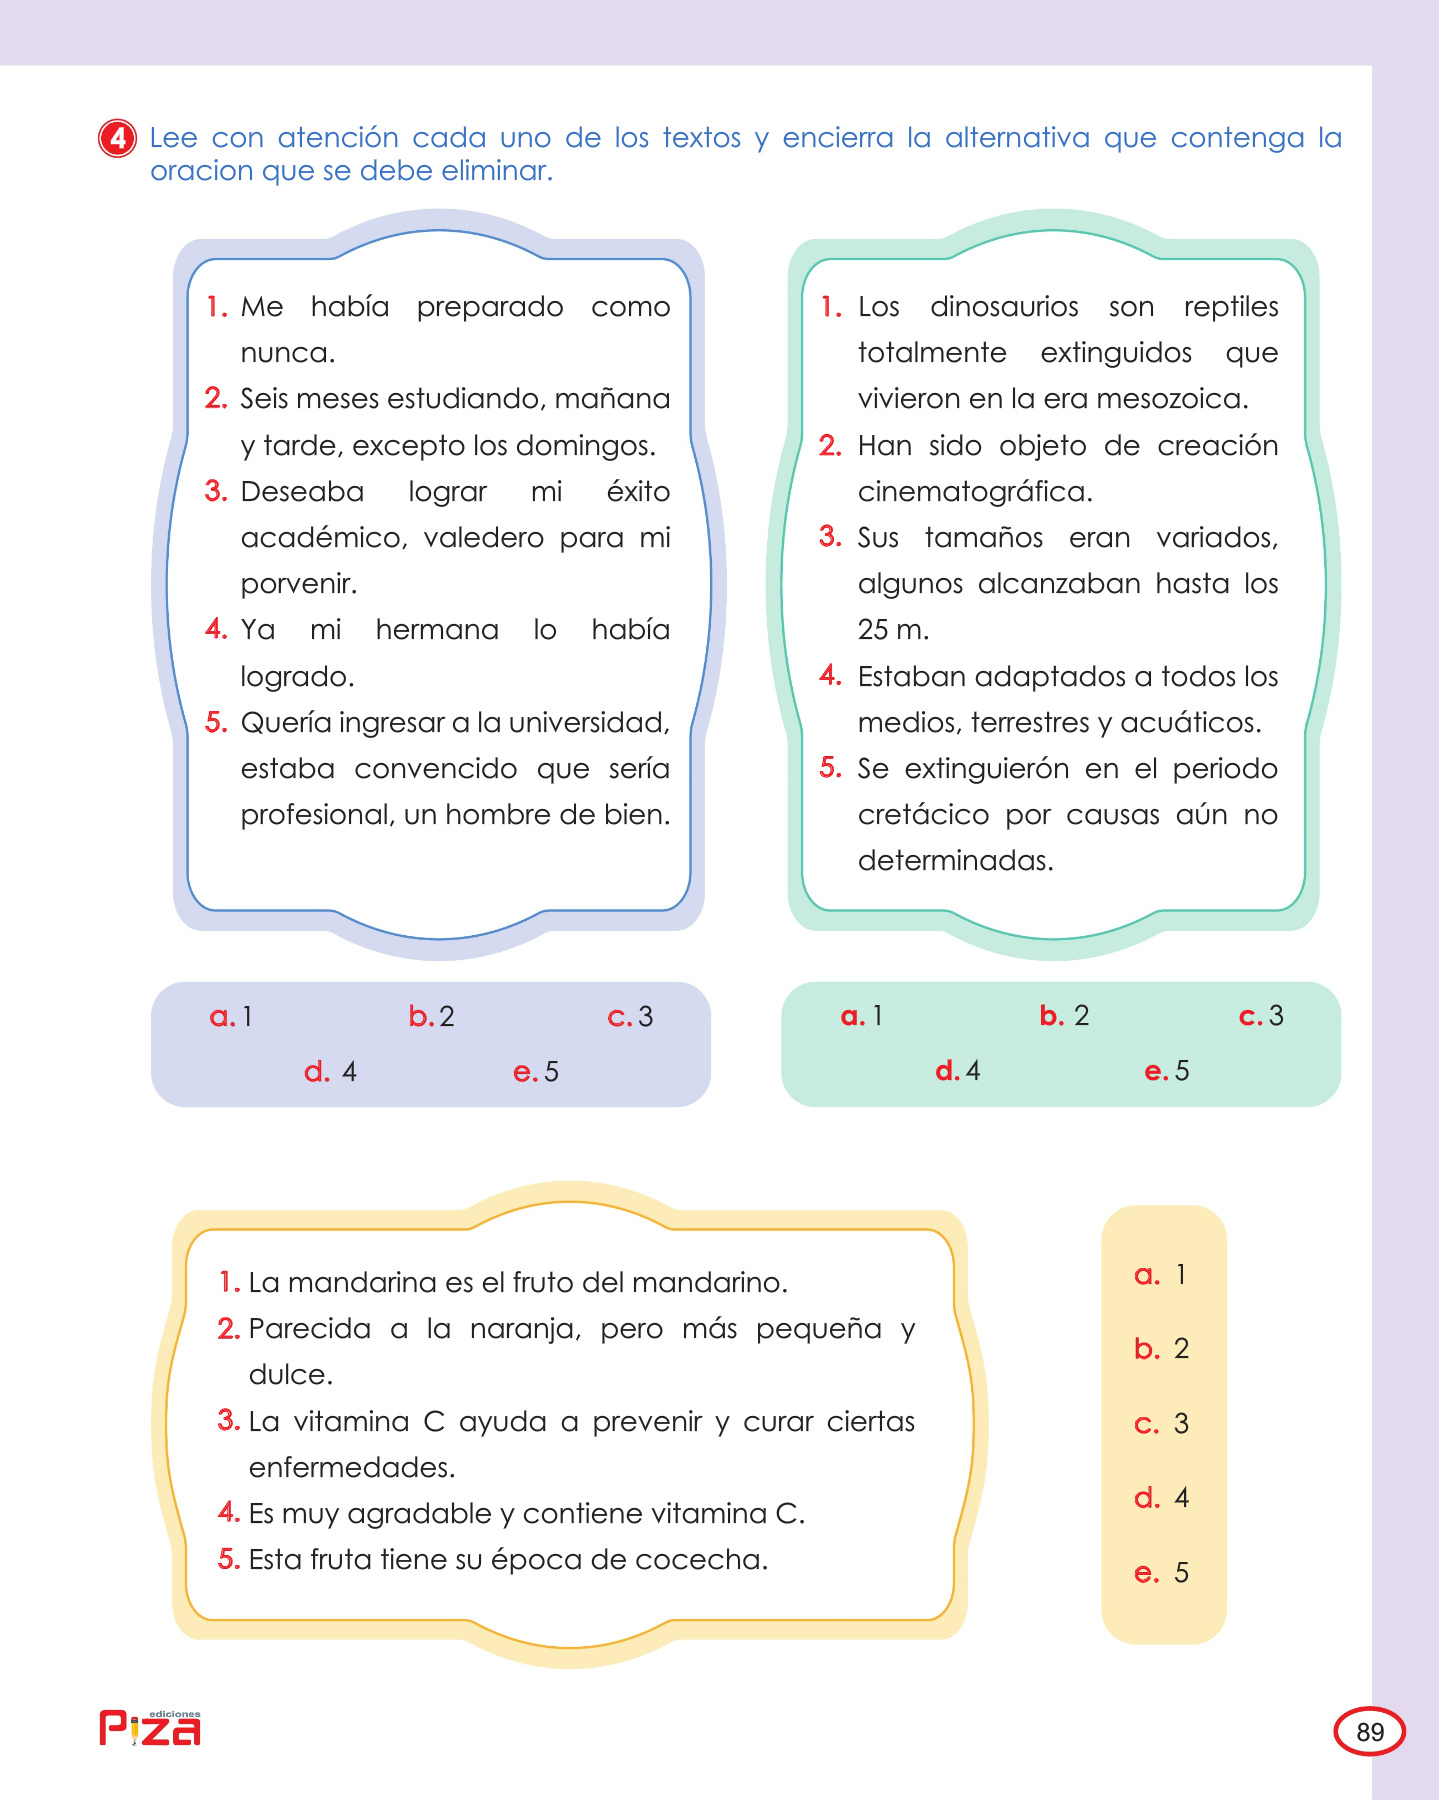 4 Lee con atención cada uno de los textos y encierra la alternativa que contenga la
oracion que se debe eliminar.
1. Me había preparado como
nunca.
2. Seis meses estudiando, mañana
y tarde, excepto los domingos.
3. Deseaba lograr mi éxito
académico, valedero para mi
porvenir.
4. Ya mi hermana lo había
logrado.
5. Quería ingresar a la universidad,
estaba convencido que sería
profesional, un hombre de bien.
a. 1 b. 2 c. 3
d. 4 e. 5
1. Los dinosaurios son reptiles
totalmente extinguidos que
vivieron en la era mesozoica.
2. Han sido objeto de creación
cinematográfica.
3. Sus tamaños eran variados,
algunos alcanzaban hasta los
25 m.
4. Estaban adaptados a todos los
medios, terrestres y acuáticos.
5. Se extinguierón en el periodo
cretácico por causas aún no
determinadas.
a. 1 b. 2 c. 3
d. 4 e. 5
1. La mandarina es el fruto del mandarino.
2. Parecida a la naranja, pero más pequeña y
dulce.
3. La vitamina C ayuda a prevenir y curar ciertas
enfermedades.
4. Es muy agradable y contiene vitamina C.
5. Esta fruta tiene su época de cocecha.
a. 1
b. 2
c. 3
d. 4
e. 5
ediciones
Piza
89